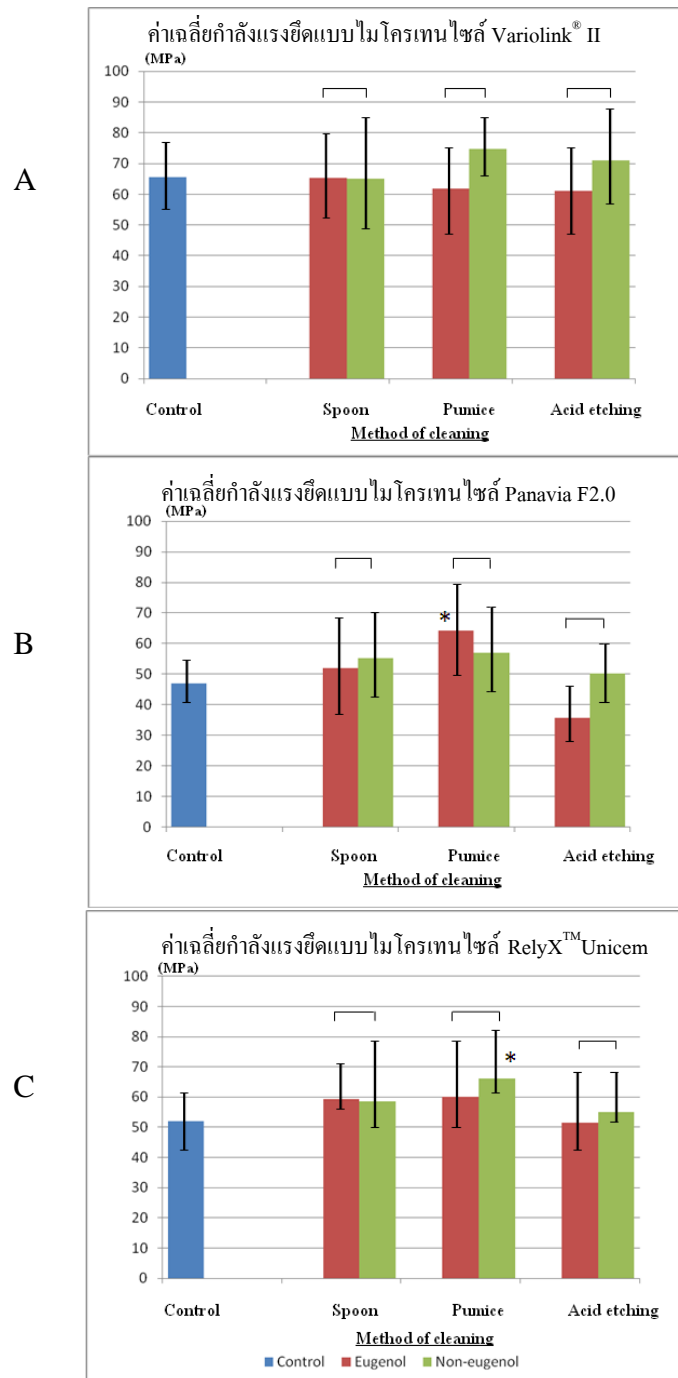 ค่าเฉลี่ยกำลังแรงยึดแบบไมโครเทนไซล์ Variolink® II
(MPa)
100
90
80
70
60
50
40
30
20
10
0
A
Control Spoon Pumice Acid etching
Method of cleaning
ค่าเฉลี่ยกำลังแรงยึดแบบไมโครเทนไซล์ Panavia F2.0
(MPa)
100
90
80
70
*
60
50
40
30
20
10
0
B
Control Spoon Pumice Acid etching
Method of cleaning
ค่าเฉลี่ยกำลังแรงยึดแบบไมโครเทนไซล์ RelyX™Unicem
(MPa)
100
90
80
70
*
60
50
40
30
20
10
0
C
Control Spoon Pumice Acid etching
Method of cleaning
Control Eugenol Non-eugenol